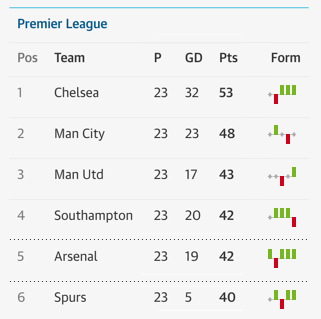 Premier League
Pos Team P GD Pts Form
1 Chelsea 23 32 53
2 Man City 23 23 48
3 Man Utd 23 17 43
4 Southampton 23 20 42
5 Arsenal 23 19 42
6 Spurs 23 5 40